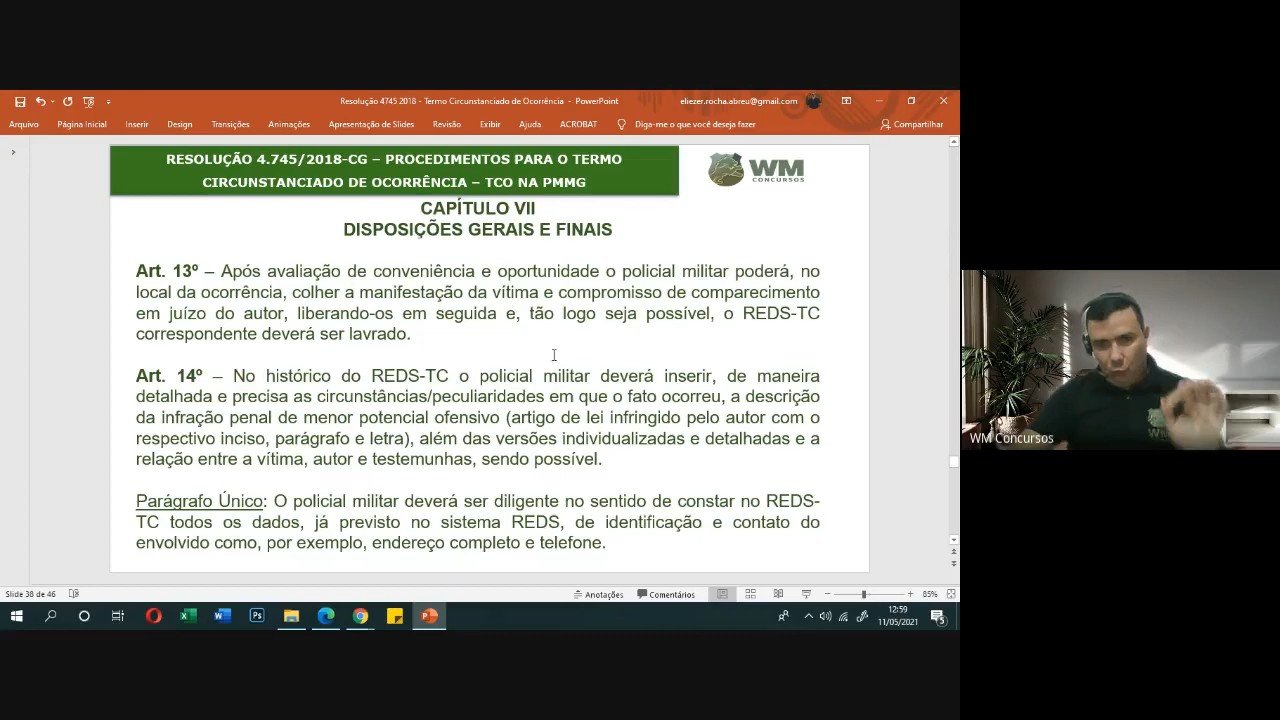 Resolução 4745 2018 - Termo Circunstanciado de Ocorrência - PowerPoint
eliezer.rocha.abreu@gmail.com
Arquivo
Página Inicial
Inserir
Design
Transições
Animações
Apresentação de Slides
Revisão
Exibir
Ajuda
ACROBAT
Diga-me o que você deseja fazer
Compartilhar
RESOLUÇÃO 4.745/2018-CG – PROCEDIMENTOS PARA O TERMO
CIRCUNSTANCIADO DE OCORRÊNCIA – TCO NA PMMG
WM
CONCURSOS
CAPÍTULO VII
DISPOSIÇÕES GERAIS E FINAIS
Art. 13º – Após avaliação de conveniência e oportunidade o policial militar poderá, no
local da ocorrência, colher a manifestação da vítima e compromisso de comparecimento
em juízo do autor, liberando-os em seguida e, tão logo seja possível, o REDS-TC
correspondente deverá ser lavrado.
Art. 14º – No histórico do REDS-TC o policial militar deverá inserir, de maneira
detalhada e precisa as circunstâncias/peculiaridades em que o fato ocorreu, a descrição
da infração penal de menor potencial ofensivo (artigo de lei infringido pelo autor com o
respectivo inciso, parágrafo e letra), além das versões individualizadas e detalhadas e a
relação entre a vítima, autor e testemunhas, sendo possível.
Parágrafo Único: O policial militar deverá ser diligente no sentido de constar no REDS-
TC todos os dados, já previsto no sistema REDS, de identificação e contato do
envolvido como, por exemplo, endereço completo e telefone.
WM Concursos
Slide 38 de 46
Anotações
Comentários
85%
12:59
11/05/2021
5